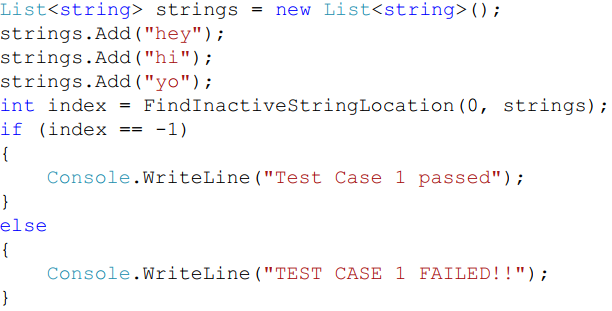 List<string> strings = new List<string>();
strings.Add("hey");
strings.Add("hi");
strings.Add("yo");
int index = FindInactiveStringLocation(0, strings);
if (index == -1)
{
    Console.WriteLine("Test Case 1 passed");
}
else
{
    Console.WriteLine("TEST CASE 1 FAILED!!");
}